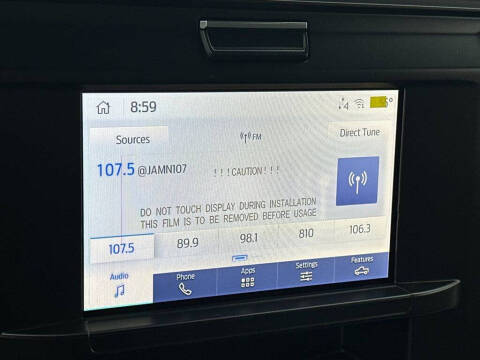 8:59
4
Sources
FM
Direct Tune
107.5 @JAMN107
!!!CAUTION!!!
DO NOT TOUCH DISPLAY DURING INSTALLATION
THIS FILM IS TO BE REMOVED BEFORE USAGE
107.5 89.9 98.1 810 106.3
Audio Phone Apps Settings Features